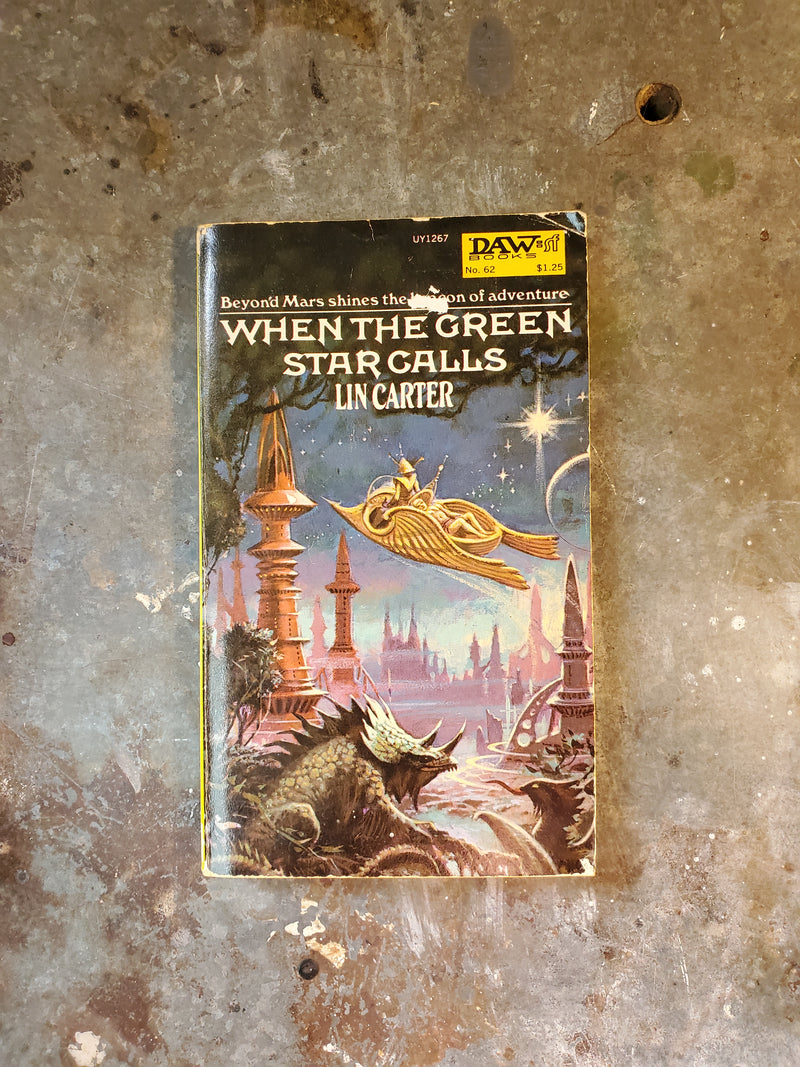 UY1267
DAW sf
BOOKS
No. 62 $1.25
Beyond Mars shines the of adventure
WHEN THE GREEN
STAR CALLS
LIN CARTER